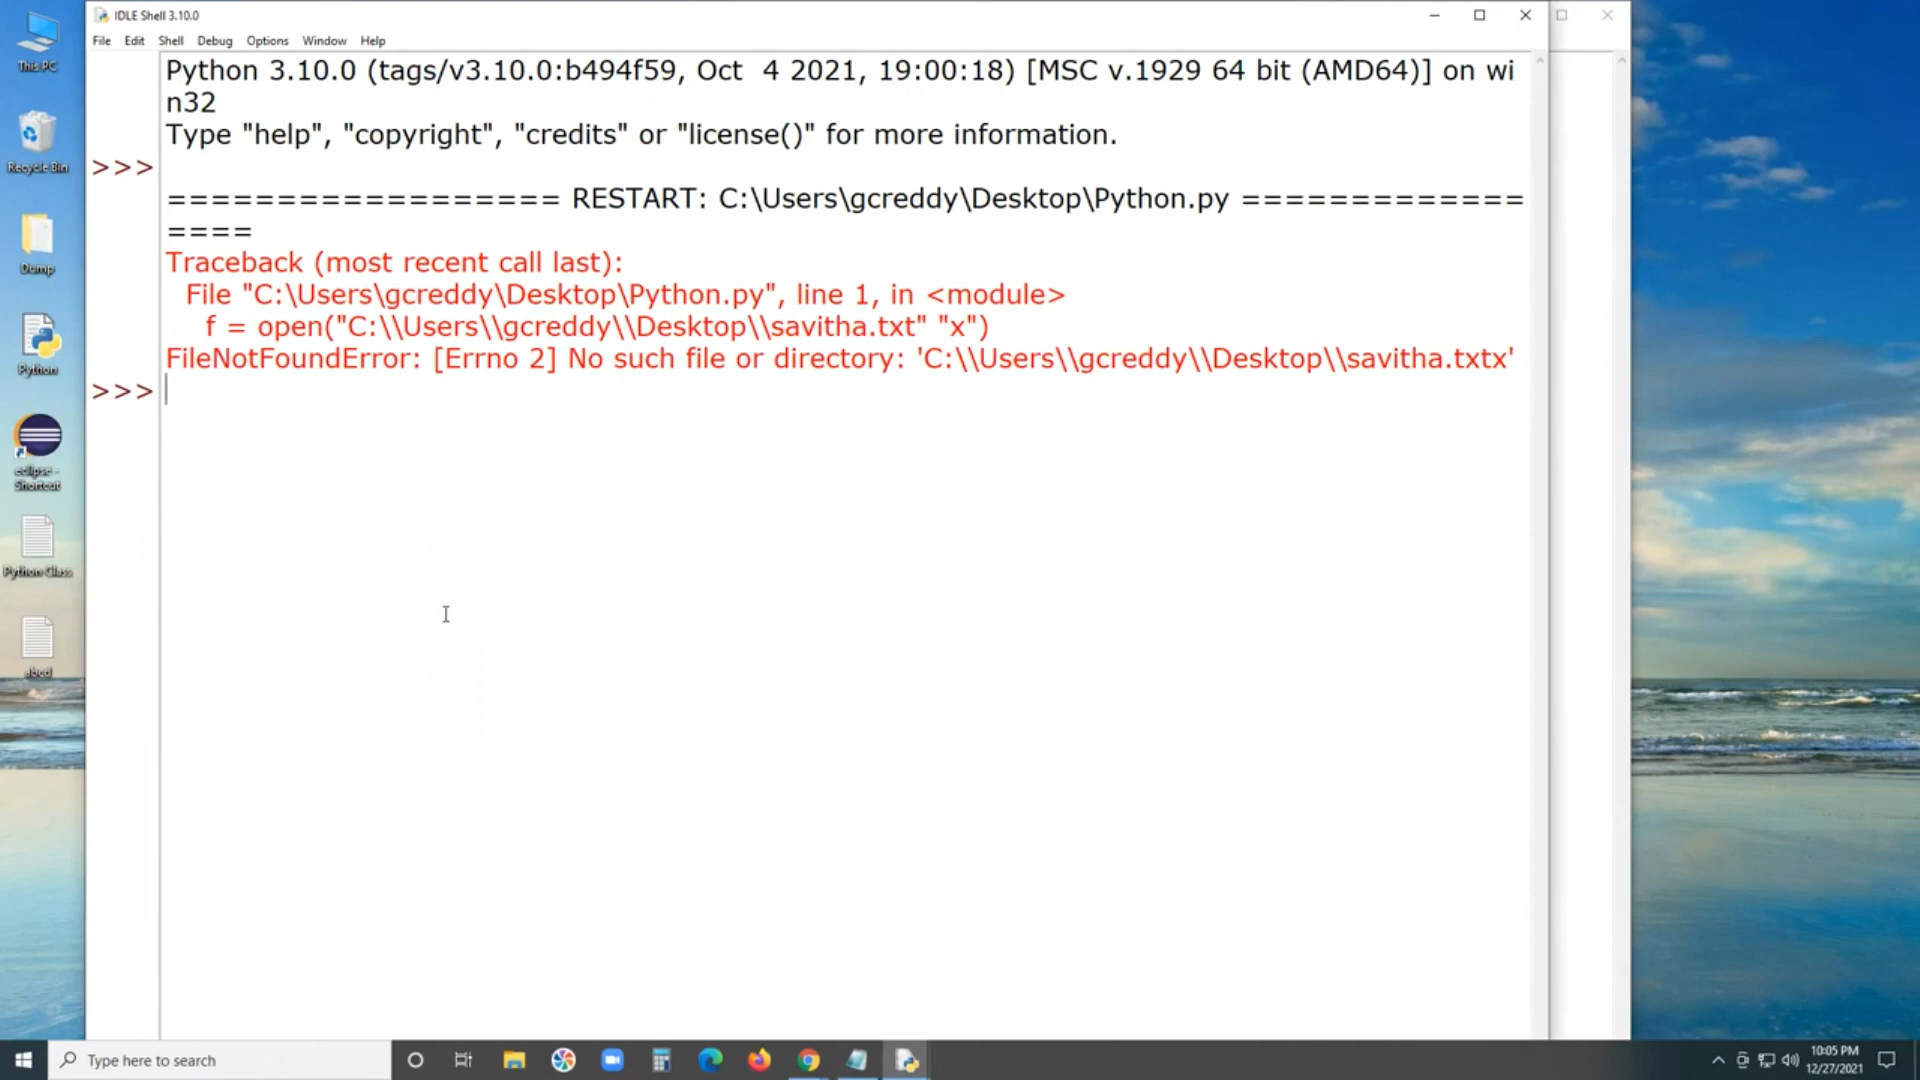 IDLE Shell 3.10.0
File Edit Shell Debug Options Window Help
Python 3.10.0 (tags/v3.10.0:b494f59, Oct  4 2021, 19:00:18) [MSC v.1929 64 bit (AMD64)] on wi
n32
Type "help", "copyright", "credits" or "license()" for more information.
>>>
================== RESTART: C:\Users\gcreddy\Desktop\Python.py =============
====
Traceback (most recent call last):
File "C:\Users\gcreddy\Desktop\Python.py", line 1, in <module>
f = open("C:\\Users\\gcreddy\\Desktop\\savitha.txt" "x")
FileNotFoundError: [Errno 2] No such file or directory: 'C:\\Users\\gcreddy\\Desktop\\savitha.txtx'
>>>
This PC
Recycle Bin
Dump
Python
eclipse -
Shortcut
Python Class
abcd
Type here to search
10:05 PM
12/27/2021